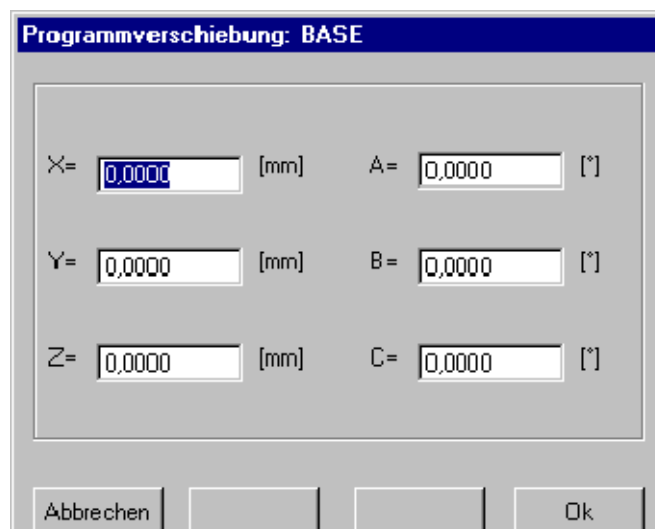 Programmverschiebung: BASE
X= 0,0000 [mm] A= 0,0000 [°]
Y= 0,0000 [mm] B= 0,0000 [°]
Z= 0,0000 [mm] C= 0,0000 [°]
Abbrechen Ok